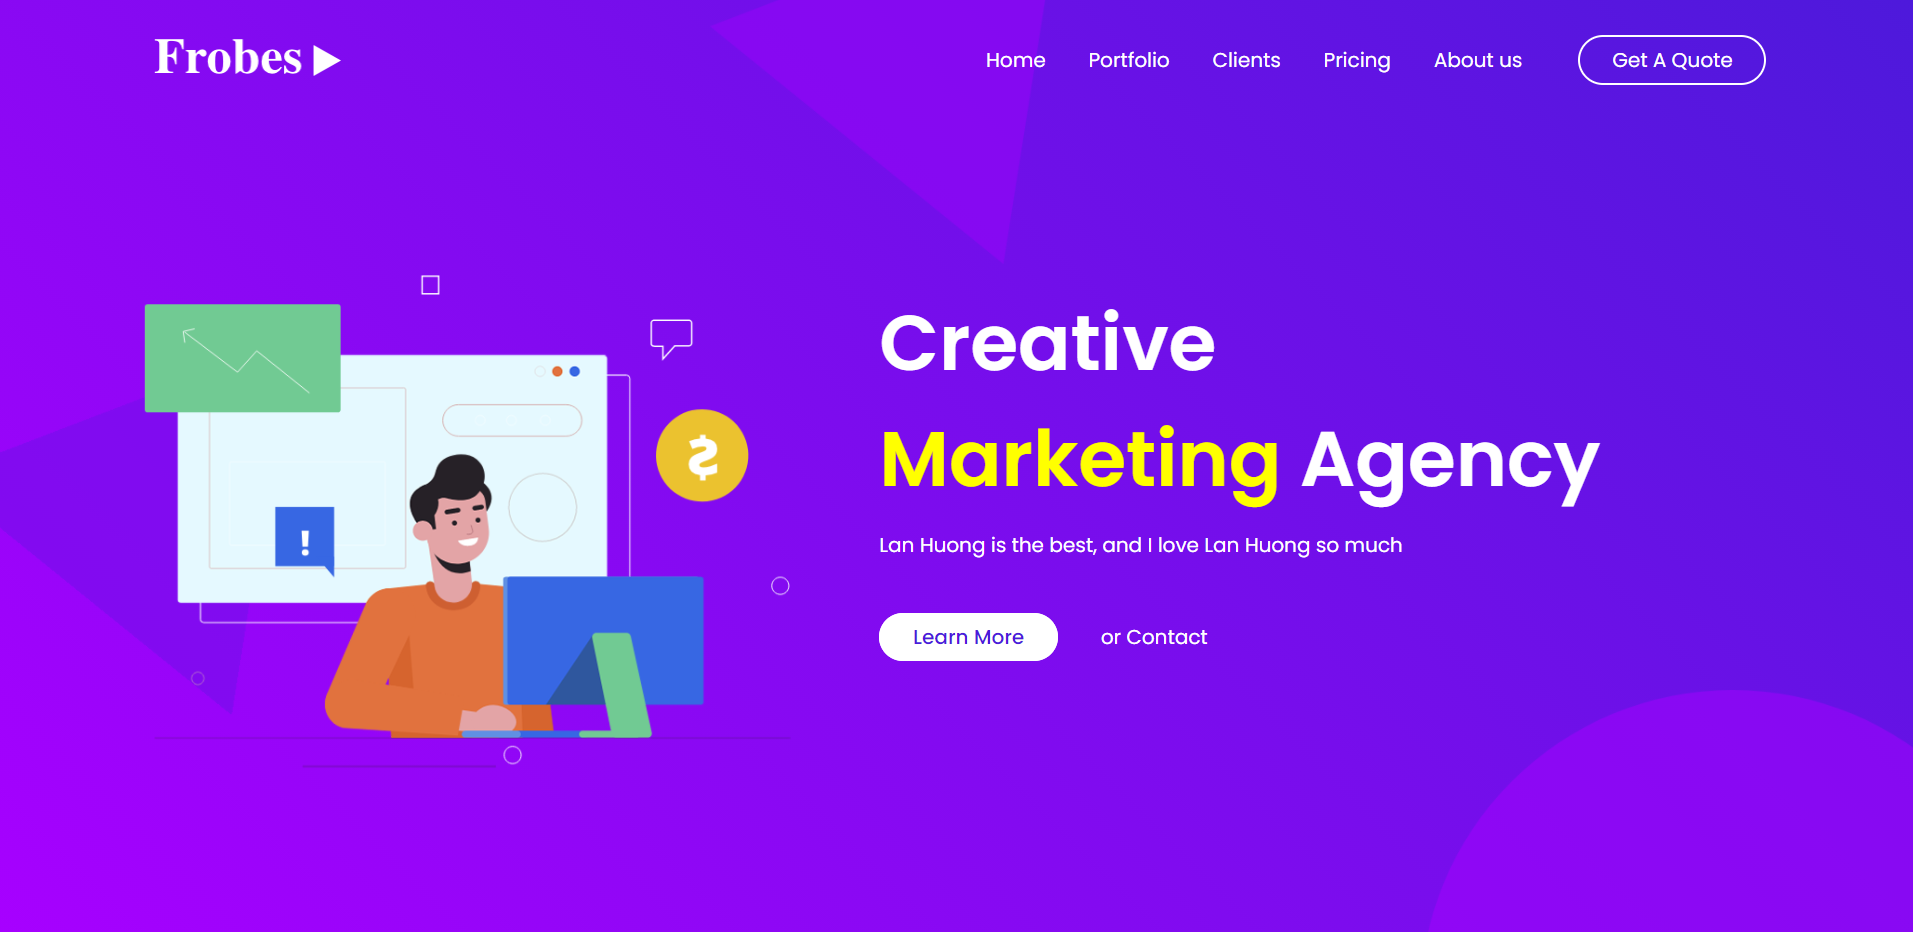 Frobes
Home Portfolio Clients Pricing About us Get A Quote
Creative
Marketing Agency
Lan Huong is the best, and I love Lan Huong so much
Learn More or Contact
!
$